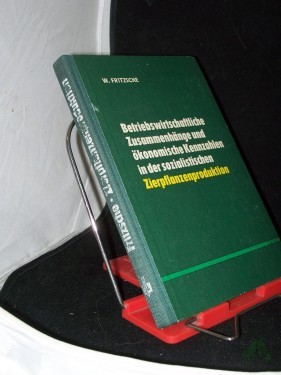 W. FRITZSCHE
Betriebswirtschaftliche
Zusammenhänge und
ökonomische Kennzahlen
in der sozialistischen
Zierpflanzenproduktion